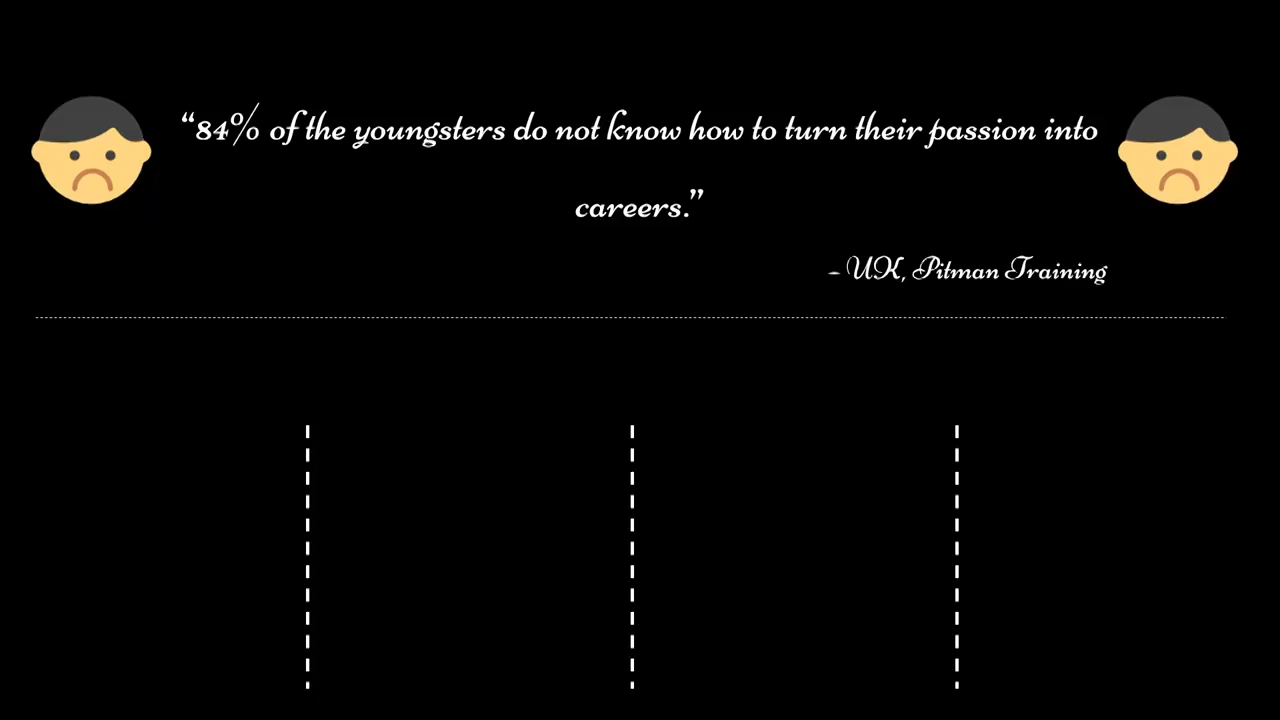 “84% of the youngsters do not know how to turn their passion into
careers.”
- UK, Pitman Training